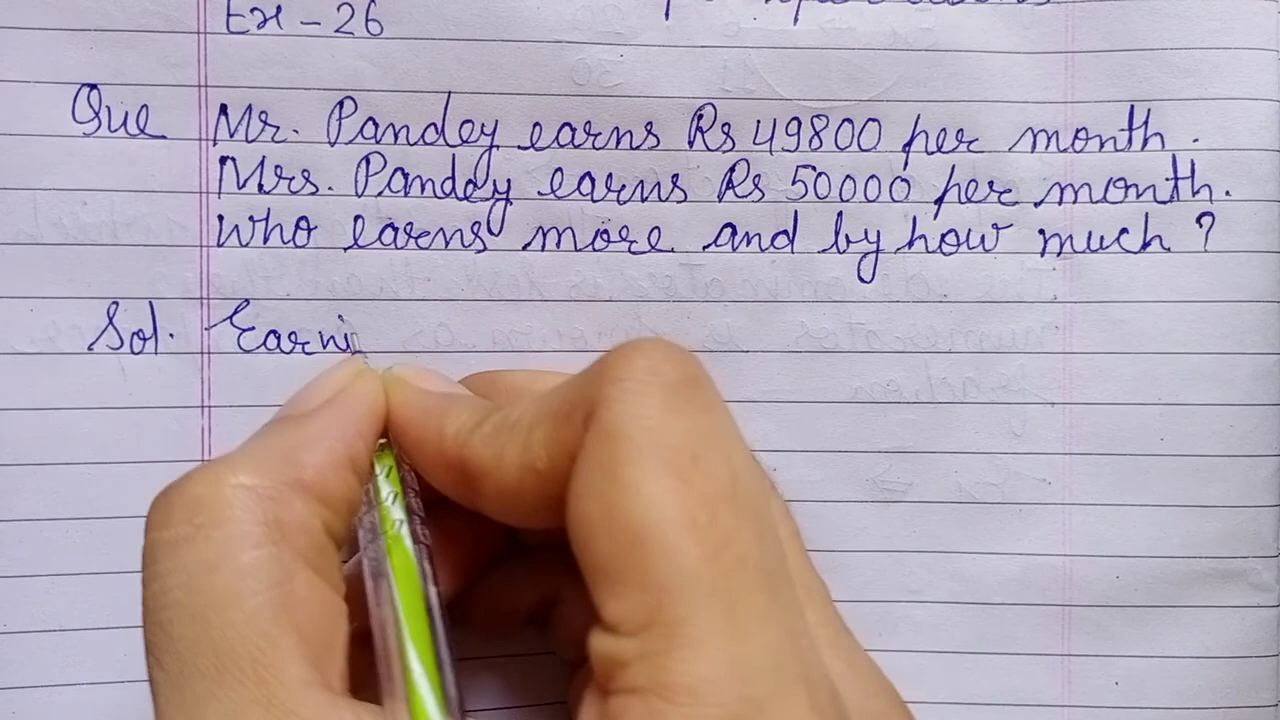 Ex - 26
Que Mr. Pandey earns Rs 49800 per month.
Mrs. Pandey earns Rs 50000 per month.
Who earns more and by how much ?
Sol. Earni